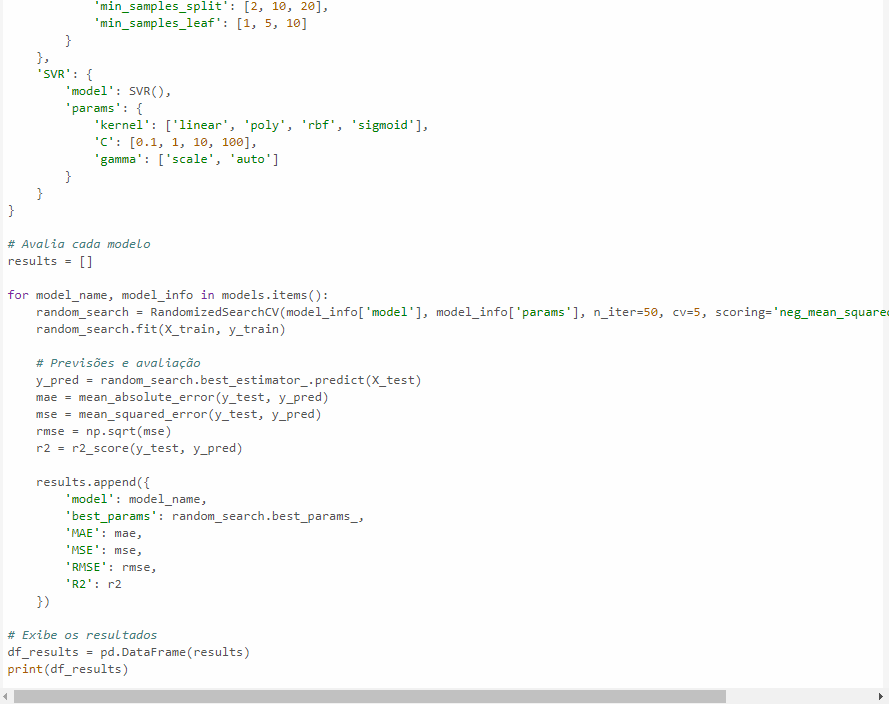 'min_samples_split': [2, 10, 20],
            'min_samples_leaf': [1, 5, 10]
        }
    },
    'SVR': {
        'model': SVR(),
        'params': {
            'kernel': ['linear', 'poly', 'rbf', 'sigmoid'],
            'C': [0.1, 1, 10, 100],
            'gamma': ['scale', 'auto']
        }
    }
}

# Avalia cada modelo
results = []

for model_name, model_info in models.items():
    random_search = RandomizedSearchCV(model_info['model'], model_info['params'], n_iter=50, cv=5, scoring='neg_mean_squared
    random_search.fit(X_train, y_train)

    # Previsões e avaliação
    y_pred = random_search.best_estimator_.predict(X_test)
    mae = mean_absolute_error(y_test, y_pred)
    mse = mean_squared_error(y_test, y_pred)
    rmse = np.sqrt(mse)
    r2 = r2_score(y_test, y_pred)

    results.append({
        'model': model_name,
        'best_params': random_search.best_params_,
        'MAE': mae,
        'MSE': mse,
        'RMSE': rmse,
        'R2': r2
    })

# Exibe os resultados
df_results = pd.DataFrame(results)
print(df_results)